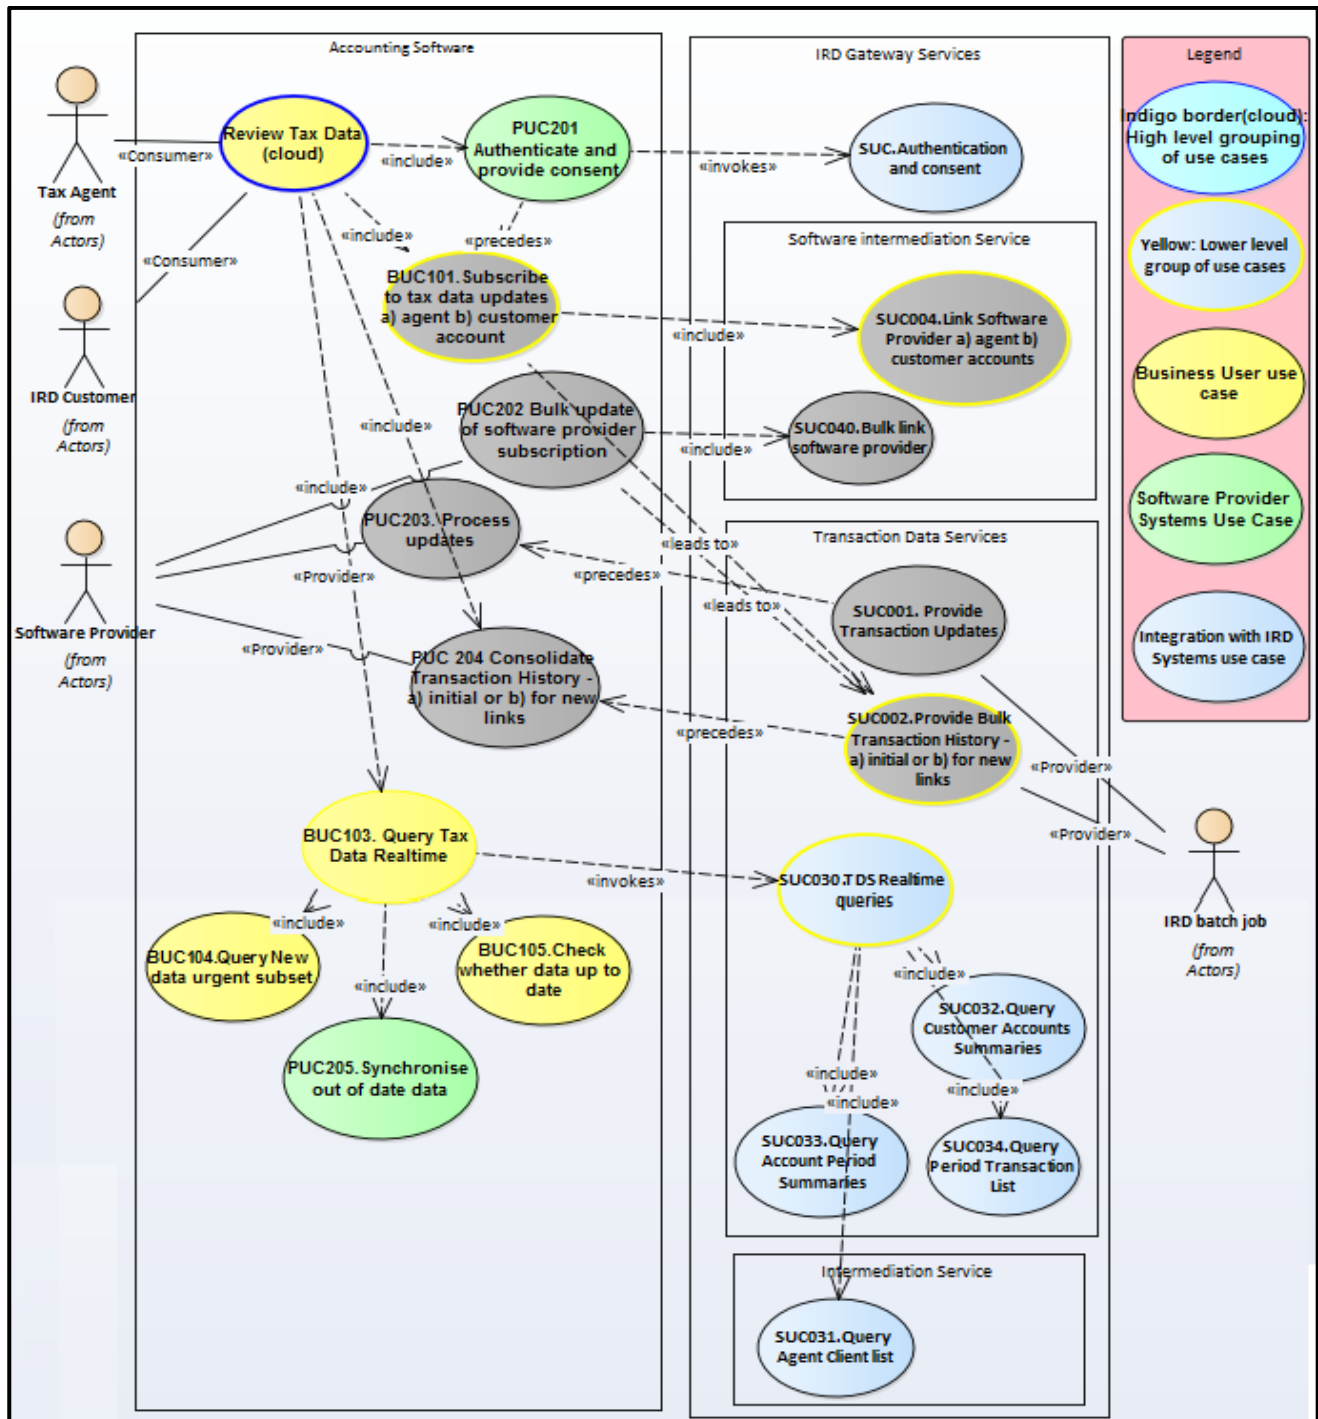 Accounting Software
IRD Gateway Services
Legend
Review Tax Data
(cloud)
PUC201
Authenticate and
provide consent
SUC.Authentication
and consent
Indigo border(cloud):
High level grouping
of use cases
«Consumer»
«include»
«invokes»
Tax Agent
(from
Actors)
«include»
«precedes»
Software intermediation Service
Yellow: Lower level
group of use cases
«Consumer»
BUC101.Subscribe
to tax data updates
a) agent b) customer
account
SUC004.Link Software
Provider a) agent b)
customer accounts
«include»
IRD Customer
(from
Actors)
Business User use
case
PUC202 Bulk update
of software provider
subscription
SUC040.Bulk link
software provider
«include»
«include»
«include»
Software Provider
Systems Use Case
PUC203. Process
updates
«leads to»
Transaction Data Services
«Provider»
«precedes»
«leads to»
SUC001. Provide
Transaction Updates
Software Provider
(from
Actors)
«Provider»
Integration with IRD
Systems use case
PUC 204 Consolidate
Transaction History -
a) initial or b) for new
links
SUC002.Provide Bulk
Transaction History -
a) initial or b) for new
links
«precedes»
«Provider»
«Provider»
BUC103. Query Tax
Data Realtime
«invokes»
SUC030.TDS Realtime
queries
IRD batch job
(from
Actors)
«include»
«include»
BUC104.Query New
data urgent subset
BUC105.Check
whether data up to
date
«include»
«include»
SUC032.Query
Customer Accounts
Summaries
PUC205.Synchronise
out of date data
«include»
«include»
«include»
SUC033.Query
Account Period
Summaries
SUC034.Query
Period Transaction
List
Intermediation Service
SUC031.Query
Agent Client list